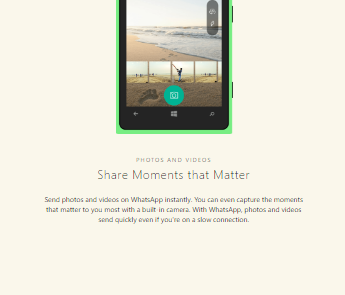 PHOTOS AND VIDEOS
Share Moments that Matter
Send photos and videos on WhatsApp instantly. You can even capture the moments
that matter to you most with a built-in camera. With WhatsApp, photos and videos
send quickly even if you're on a slow connection.